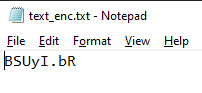 text_enc.txt - Notepad
File Edit Format View Help
BSUyI.bR